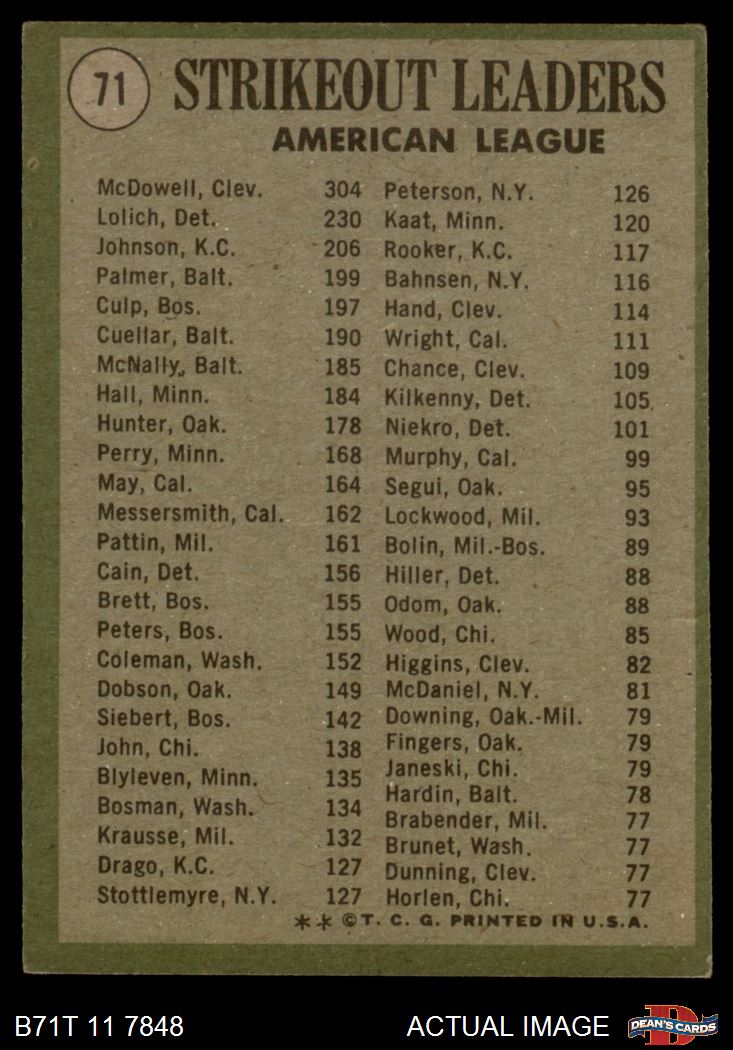 71 STRIKEOUT LEADERS
AMERICAN LEAGUE
McDowell, Clev. 304
Lolich, Det. 230
Johnson, K.C. 206
Palmer, Balt. 199
Culp, Bos. 197
Cuellar, Balt. 190
McNally, Balt. 185
Hall, Minn. 184
Hunter, Oak. 178
Perry, Minn. 168
May, Cal. 164
Messersmith, Cal. 162
Pattin, Mil. 161
Cain, Det. 156
Brett, Bos. 155
Peters, Bos. 155
Coleman, Wash. 152
Dobson, Oak. 149
Siebert, Bos. 142
John, Chi. 138
Blyleven, Minn. 135
Bosman, Wash. 134
Krausse, Mil. 132
Drago, K.C. 127
Stottlemyre, N.Y. 127
Peterson, N.Y. 126
Kaat, Minn. 120
Rooker, K.C. 117
Bahnsen, N.Y. 116
Hand, Clev. 114
Wright, Cal. 111
Chance, Clev. 109
Kilkenny, Det. 105
Niekro, Det. 101
Murphy, Cal. 99
Segui, Oak. 95
Lockwood, Mil. 93
Bolin, Mil.-Bos. 89
Hiller, Det. 88
Odom, Oak. 88
Wood, Chi. 85
Higgins, Clev. 82
McDaniel, N.Y. 81
Downing, Oak.-Mil. 79
Fingers, Oak. 79
Janeski, Chi. 79
Hardin, Balt. 78
Brabender, Mil. 77
Brunet, Wash. 77
Dunning, Clev. 77
Horlen, Chi. 77
** © T. C. G. PRINTED IN U.S.A.
B71T 11 7848 ACTUAL IMAGE DEAN'S CARDS